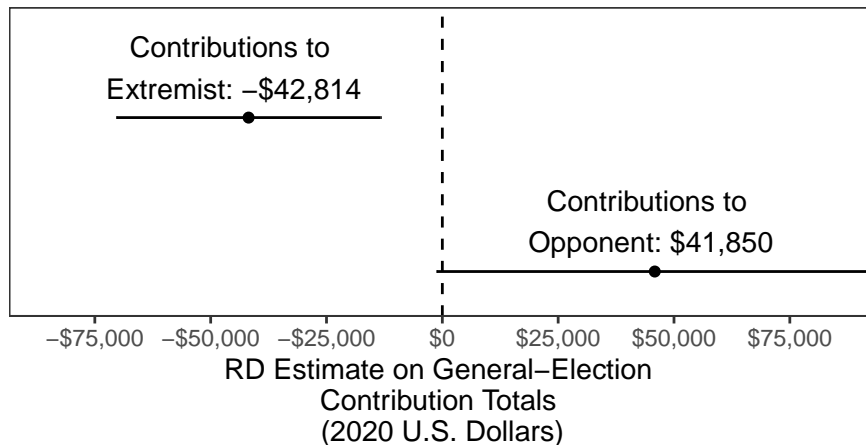 Contributions to
Extremist: −$42,814
Contributions to
Opponent: $41,850
−$75,000 −$50,000 −$25,000 $0 $25,000 $50,000 $75,000
RD Estimate on General−Election
Contribution Totals
(2020 U.S. Dollars)